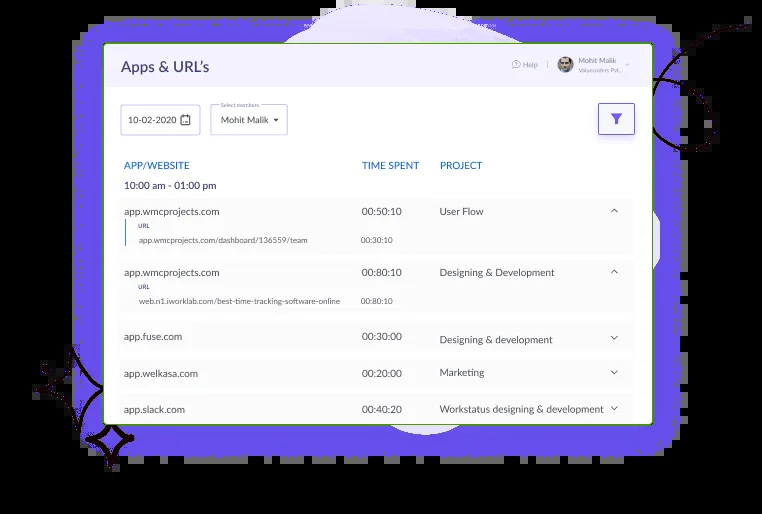 Apps & URL's
Help
Mohit Malik
Valuecoders Pvt...
10-02-2020
Select members
Mohit Malik
APP/WEBSITE TIME SPENT PROJECT
10:00 am - 01:00 pm
app.wmcprojects.com 00:50:10 User Flow
URL
app.wmcprojects.com/dashboard/136559/team 00:30:10
app.wmcprojects.com 00:80:10 Designing & Development
URL
web.n1.iworklab.com/best-time-tracking-software-online 00:80:10
app.fuse.com 00:30:00 Designing & development
app.welkasa.com 00:20:00 Marketing
app.slack.com 00:40:20 Workstatus designing & development